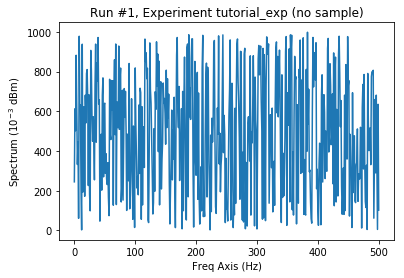 Run #1, Experiment tutorial_exp (no sample)
Spectrum (10⁻³ dBm)
1000
800
600
400
200
0
0 100 200 300 400 500
Freq Axis (Hz)